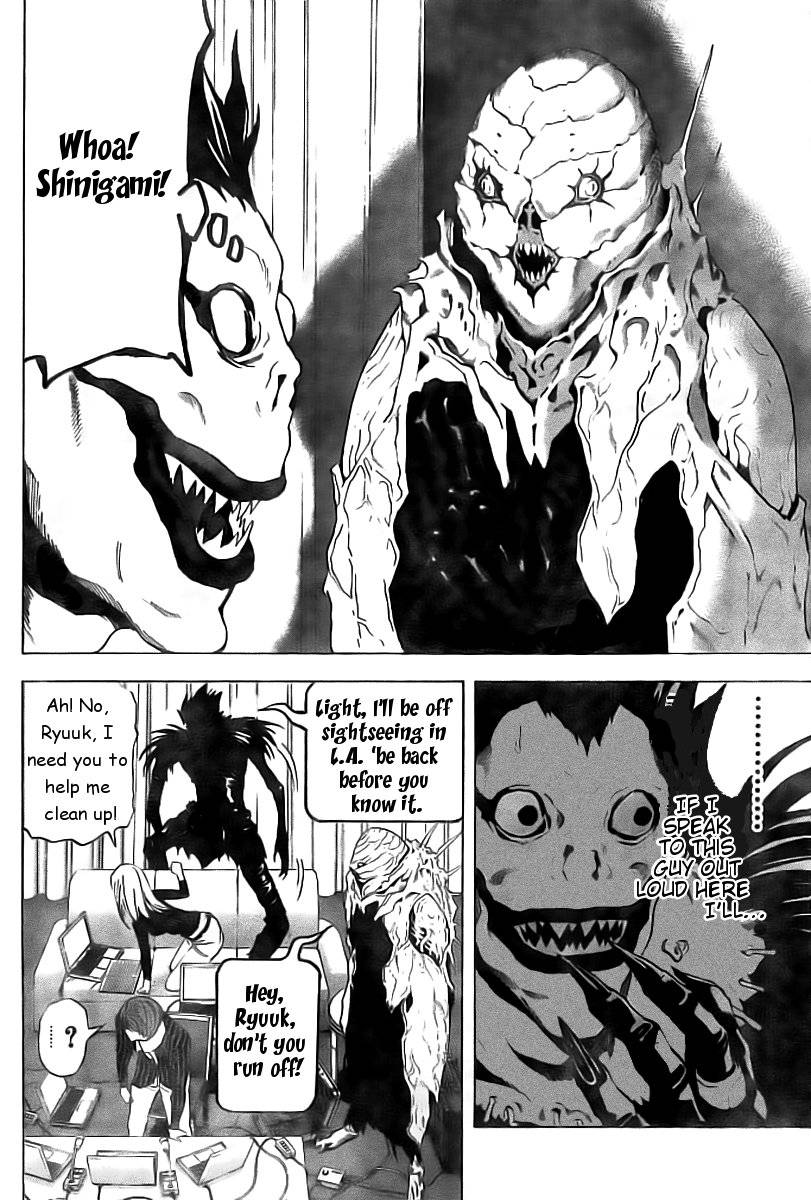 Whoa!
Shinigami!
..........
IF I
SPEAK
TO THIS
GUY OUT
LOUD HERE
I'LL...
Light, I'll be off
sightseeing in
L.A. 'be back
before you
know it.
Ah! No,
Ryuuk, I
need you to
help me
clean up!
Hey,
Ryuuk,
don't you
run off!
..... ?